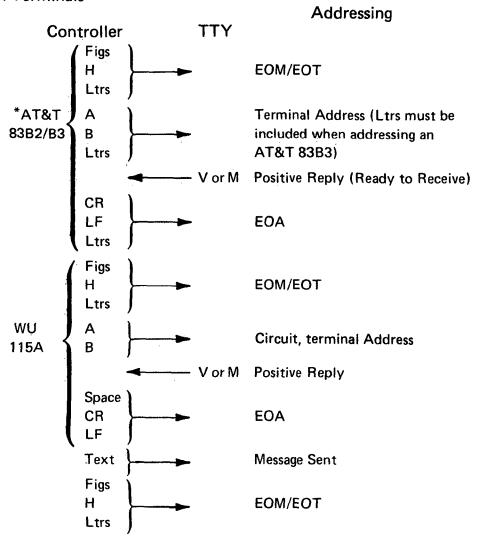 Terminals
Addressing
Controller TTY
Figs
H EOM/EOT
Ltrs
*AT&T
83B2/B3
A Terminal Address (Ltrs must be
B included when addressing an
Ltrs AT&T 83B3)
V or M Positive Reply (Ready to Receive)
CR
LF EOA
Ltrs
Figs
H EOM/EOT
Ltrs
WU
115A
A
B Circuit, terminal Address
V or M Positive Reply
Space
CR EOA
LF
Text Message Sent
Figs
H EOM/EOT
Ltrs